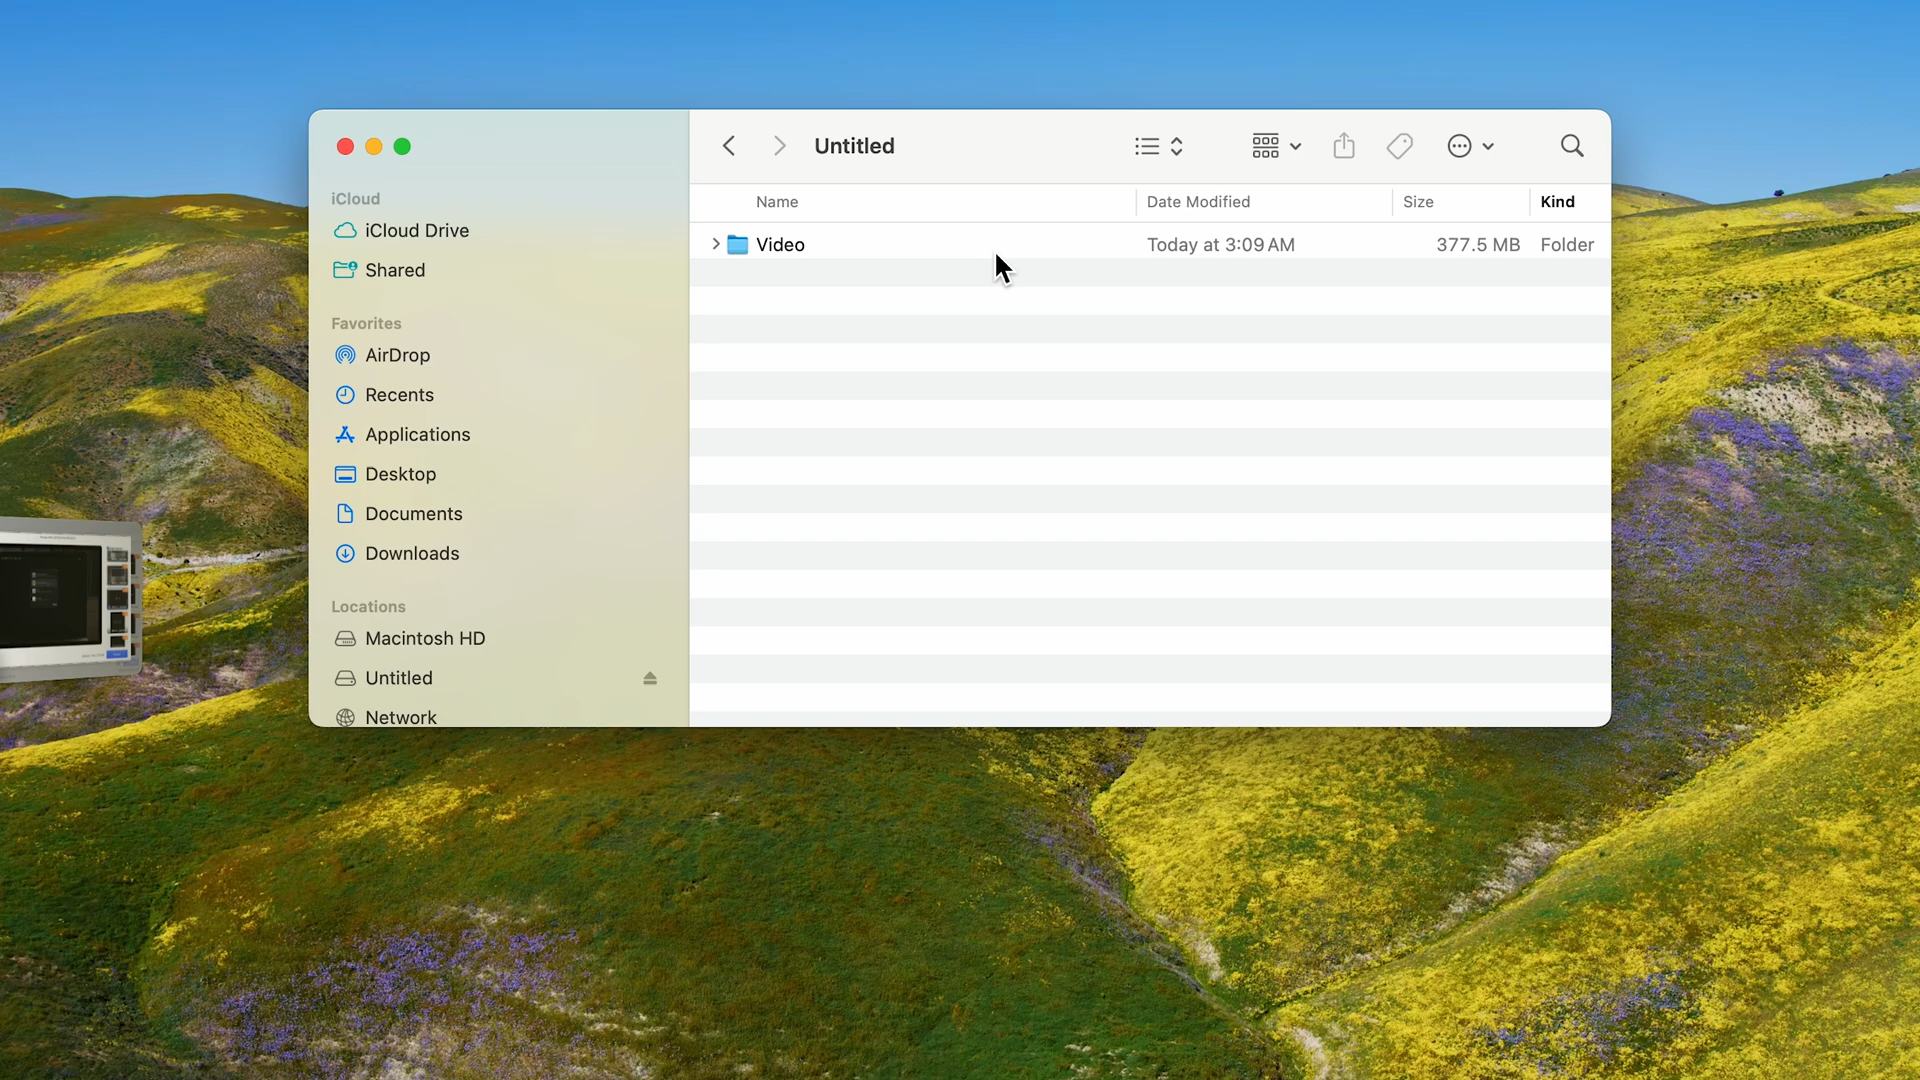 Untitled
iCloud
iCloud Drive
Shared
Favorites
AirDrop
Recents
Applications
Desktop
Documents
Downloads
Locations
Macintosh HD
Untitled
Network
Name Date Modified Size Kind
Video Today at 3:09 AM 377.5 MB Folder